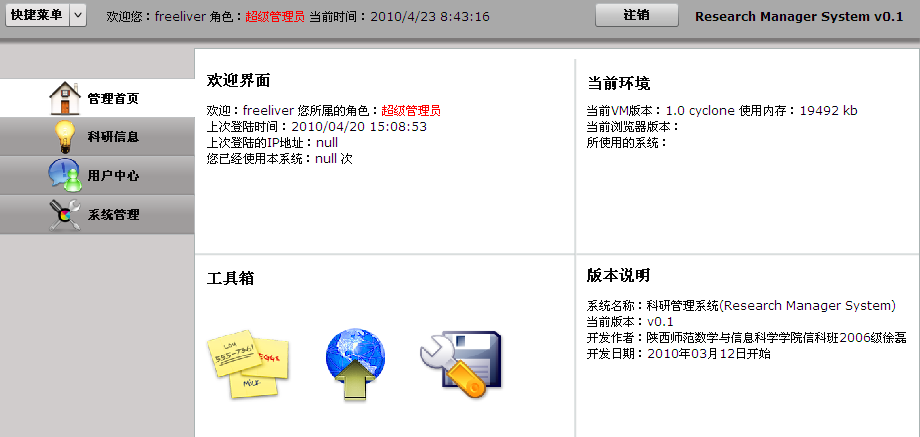 快捷菜单 欢迎您：freeliver 角色：超级管理员 当前时间：2010/4/23 8:43:16 注销 Research Manager System v0.1
管理首页
科研信息
用户中心
系统管理
欢迎界面
欢迎：freeliver 您所属的角色：超级管理员
上次登陆时间：2010/04/20 15:08:53
上次登陆的IP地址：null
您已经使用本系统：null 次
当前环境
当前VM版本：1.0 cyclone 使用内存：19492 kb
当前浏览器版本：
所使用的系统：
工具箱
555-7361
EGGS
MILK
版本说明
系统名称：科研管理系统(Research Manager System)
当前版本：v0.1
开发作者：陕西师范数学与信息科学学院信科班2006级徐磊
开发日期：2010年03月12日开始